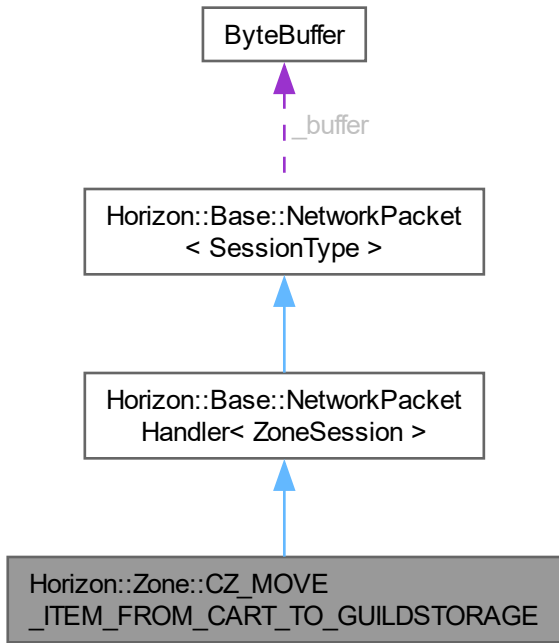 ByteBuffer
_buffer
Horizon::Base::NetworkPacket
< SessionType >
Horizon::Base::NetworkPacket
Handler< ZoneSession >
Horizon::Zone::CZ_MOVE
_ITEM_FROM_CART_TO_GUILDSTORAGE